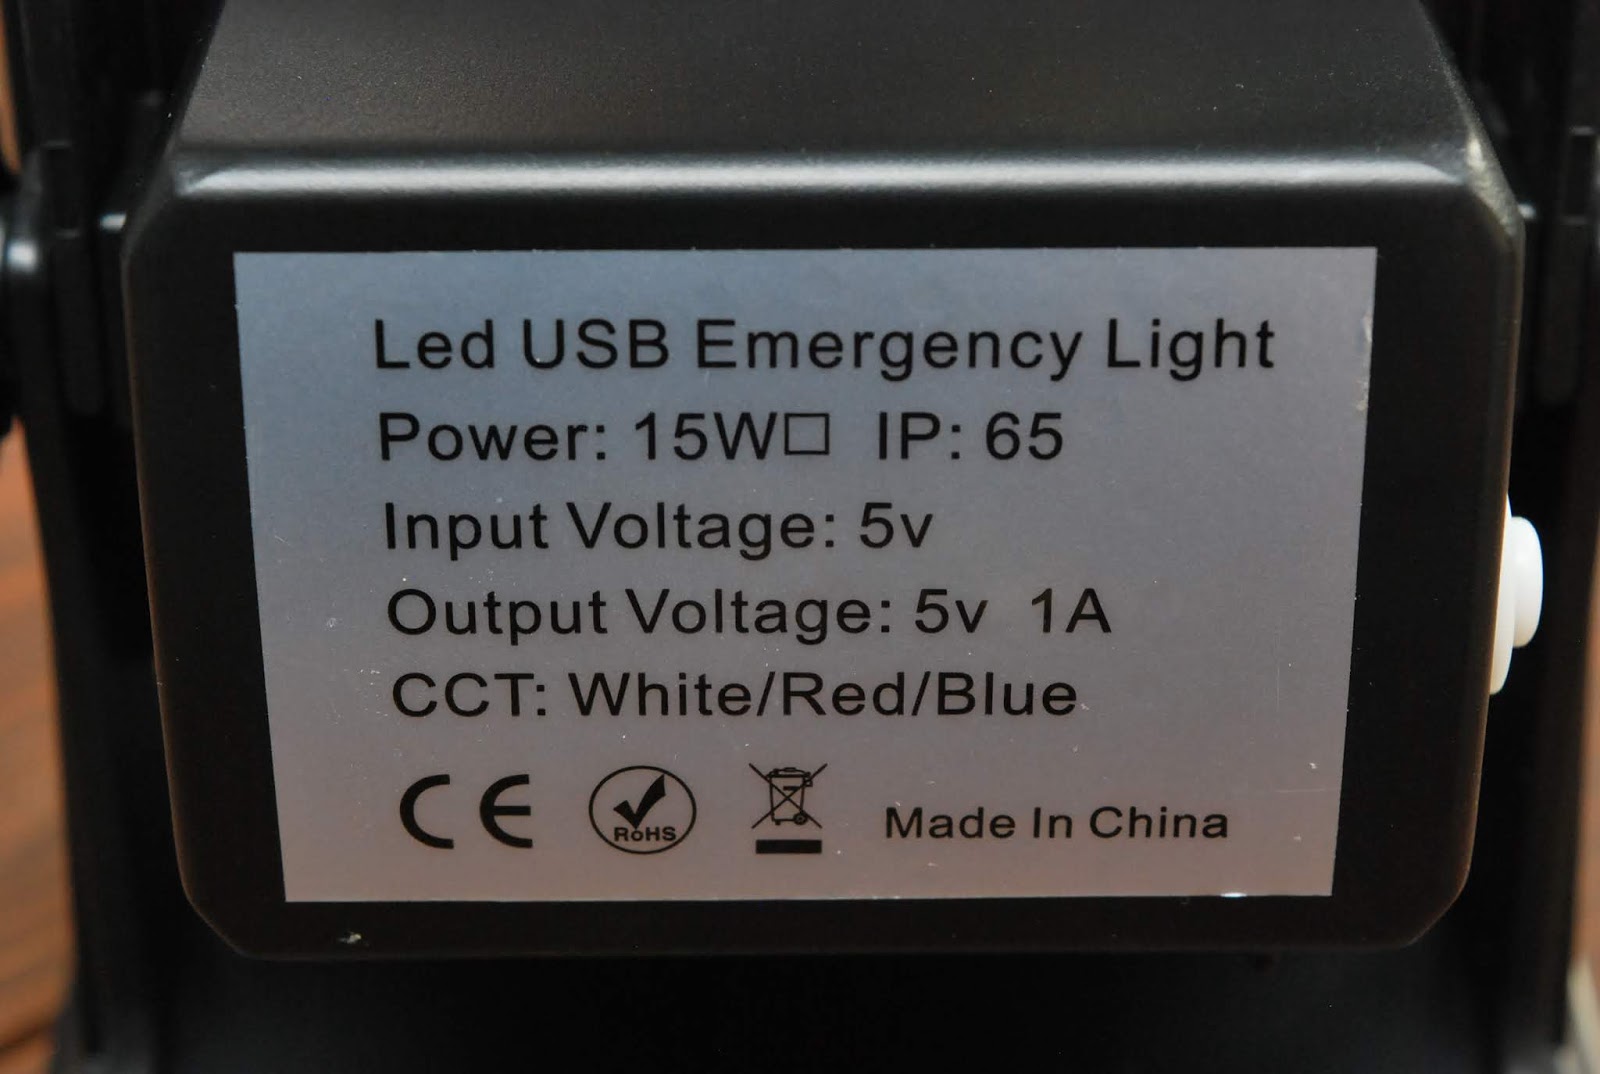 Led USB Emergency Light
Power: 15W□ IP: 65
Input Voltage: 5v
Output Voltage: 5v 1A
CCT: White/Red/Blue
CE RoHS Made In China